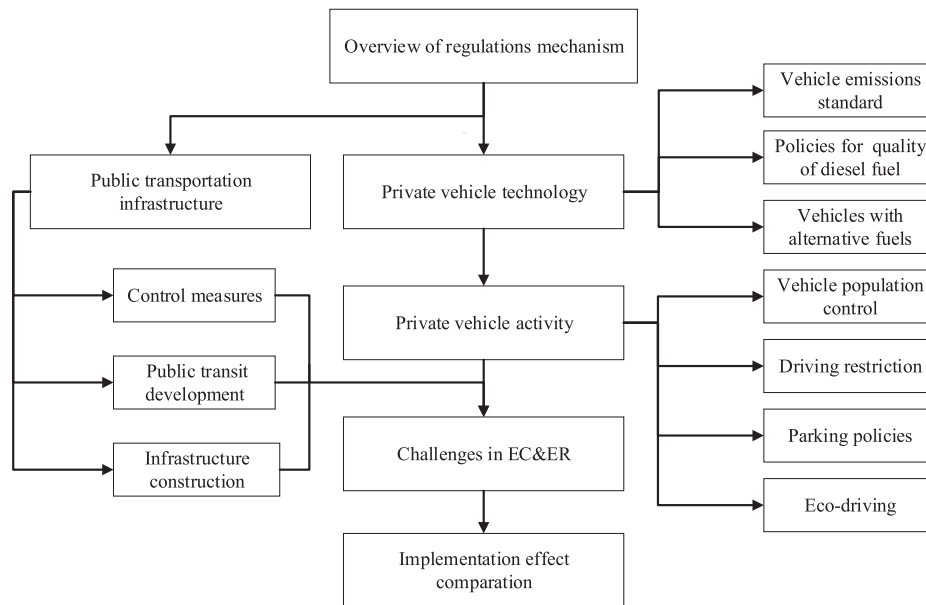 Overview of regulations mechanism
Public transportation
infrastructure
Private vehicle technology
Vehicle emissions
standard
Policies for quality
of diesel fuel
Vehicles with
alternative fuels
Control measures
Public transit
development
Infrastructure
construction
Private vehicle activity
Vehicle population
control
Driving restriction
Parking policies
Eco-driving
Challenges in EC&ER
Implementation effect
comparation